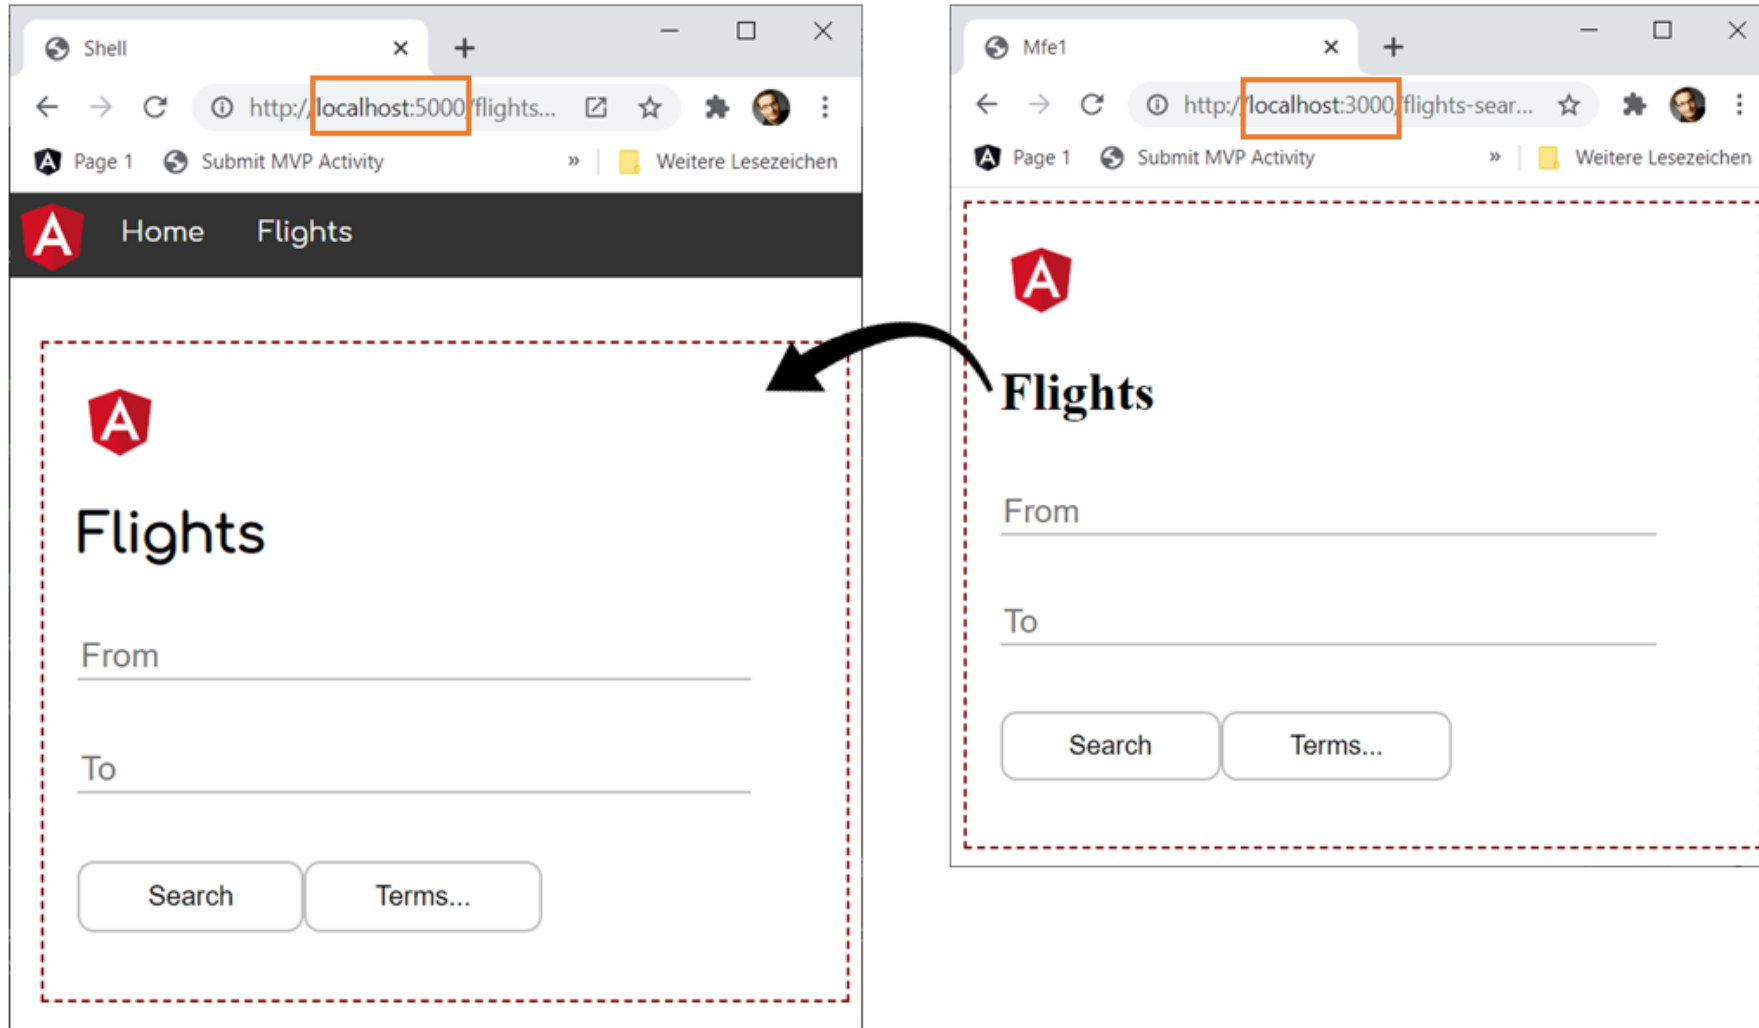 Shell
http://localhost:5000/flights...
Page 1 Submit MVP Activity » Weitere Lesezeichen
Home Flights
Flights
From
To
Search Terms...
Mfe1
http://localhost:3000/flights-sear...
Page 1 Submit MVP Activity » Weitere Lesezeichen
Flights
From
To
Search Terms...